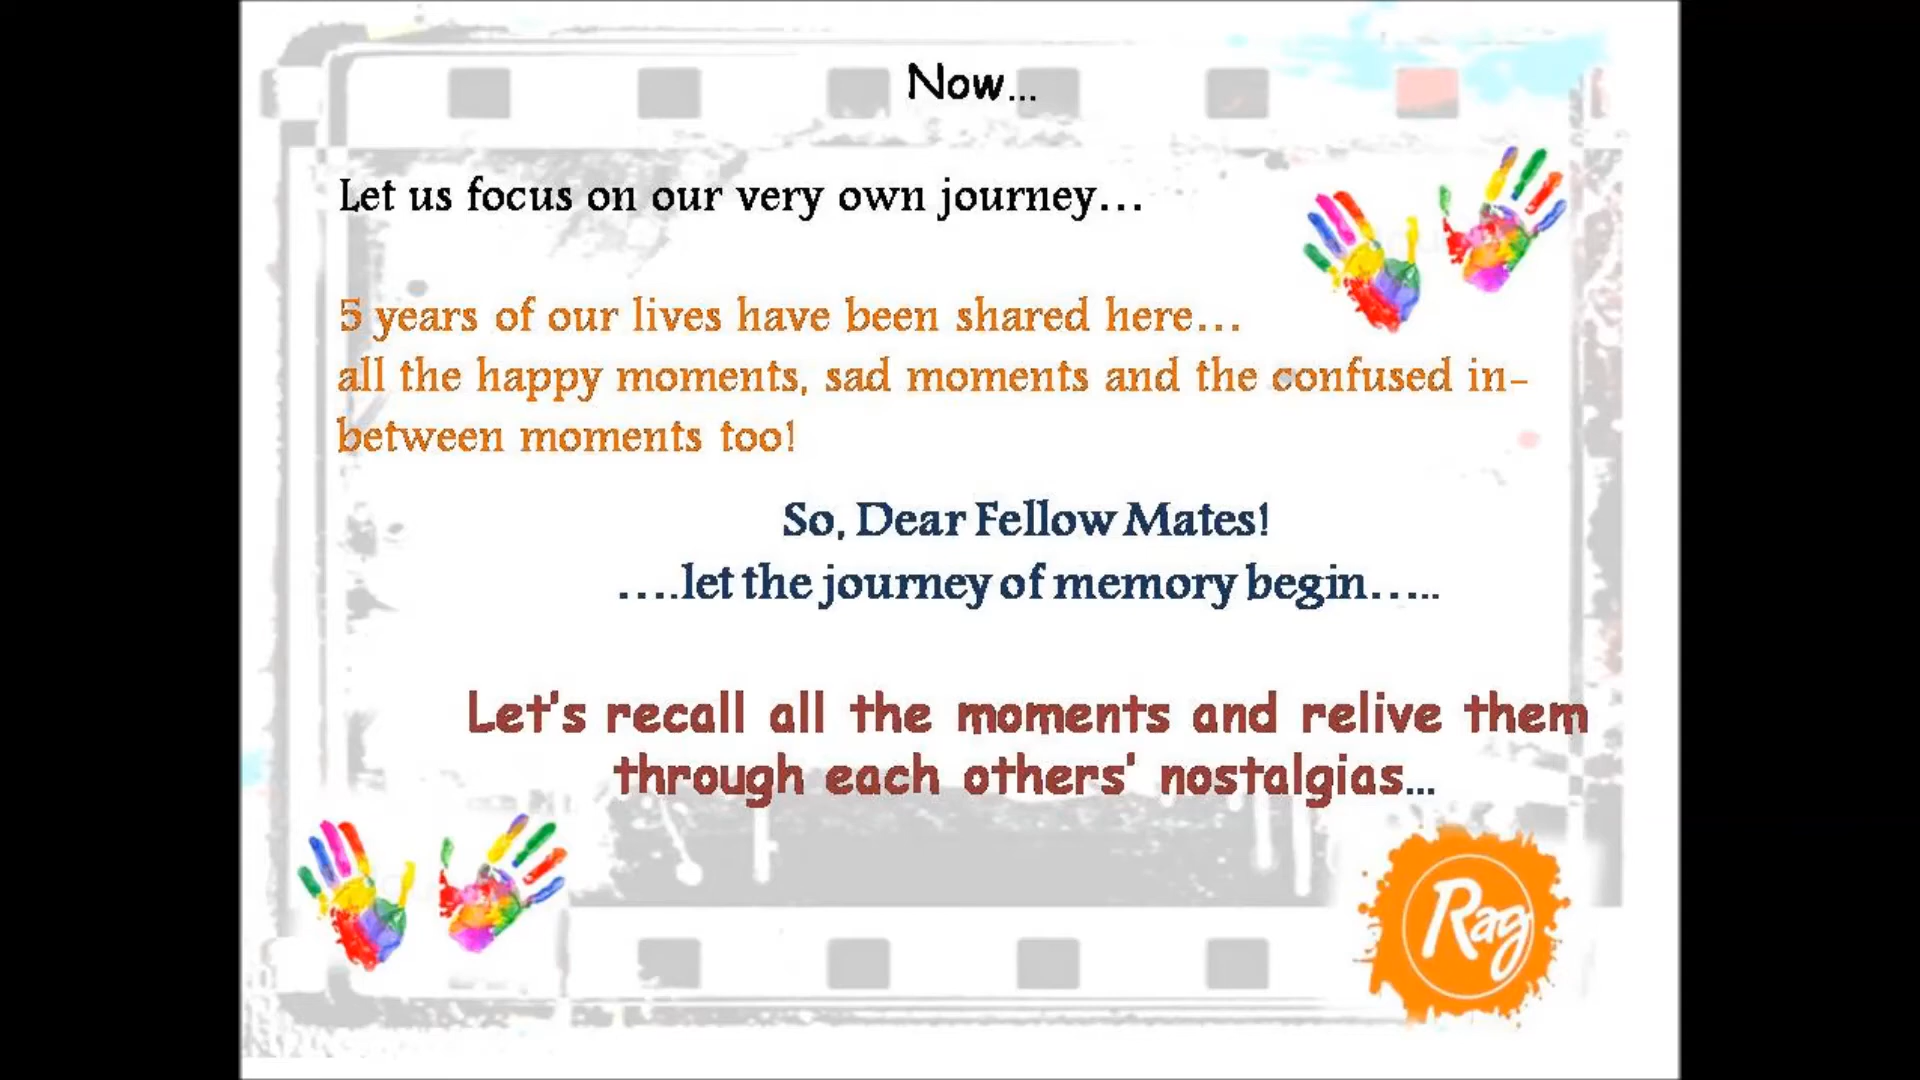 Now...
Let us focus on our very own journey...
5 years of our lives have been shared here...
all the happy moments, sad moments and the confused in-
between moments too!
So, Dear Fellow Mates!
....let the journey of memory begin.....
Let's recall all the moments and relive them
through each others' nostalgias...
Rag